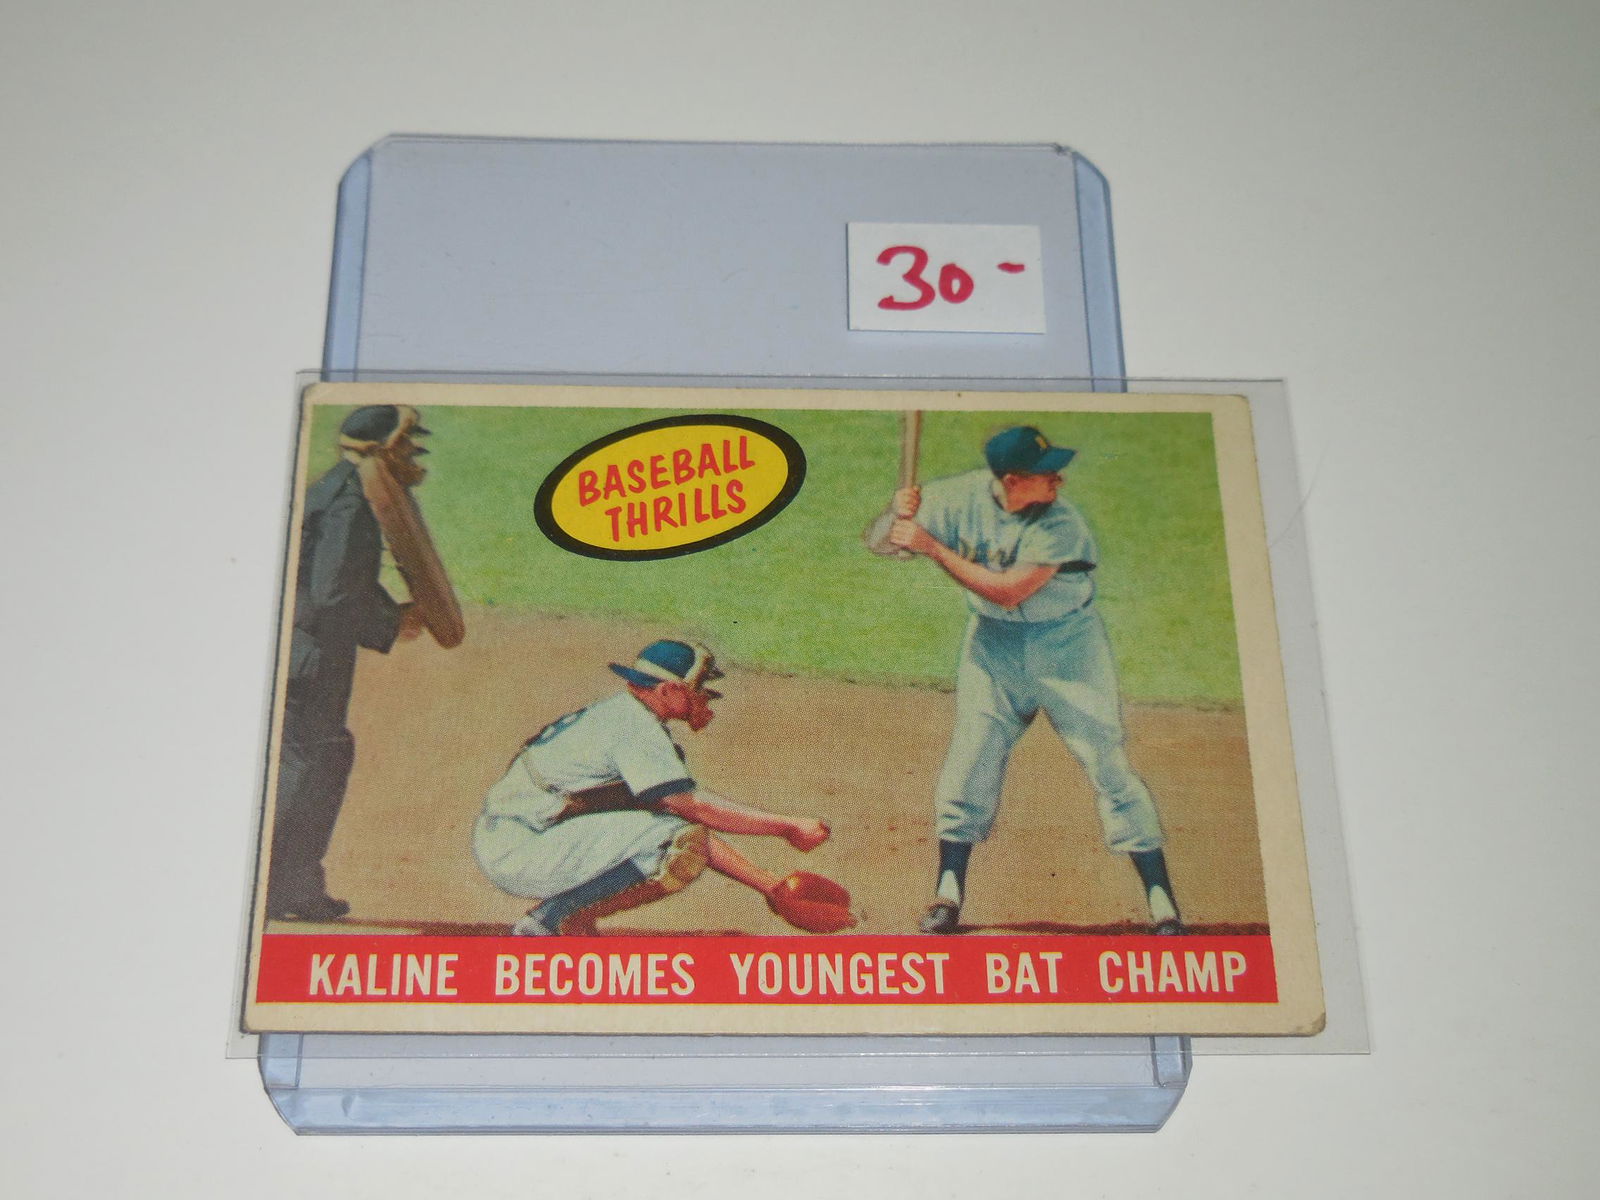 30-
BASEBALL
THRILLS
KALINE BECOMES YOUNGEST BAT CHAMP